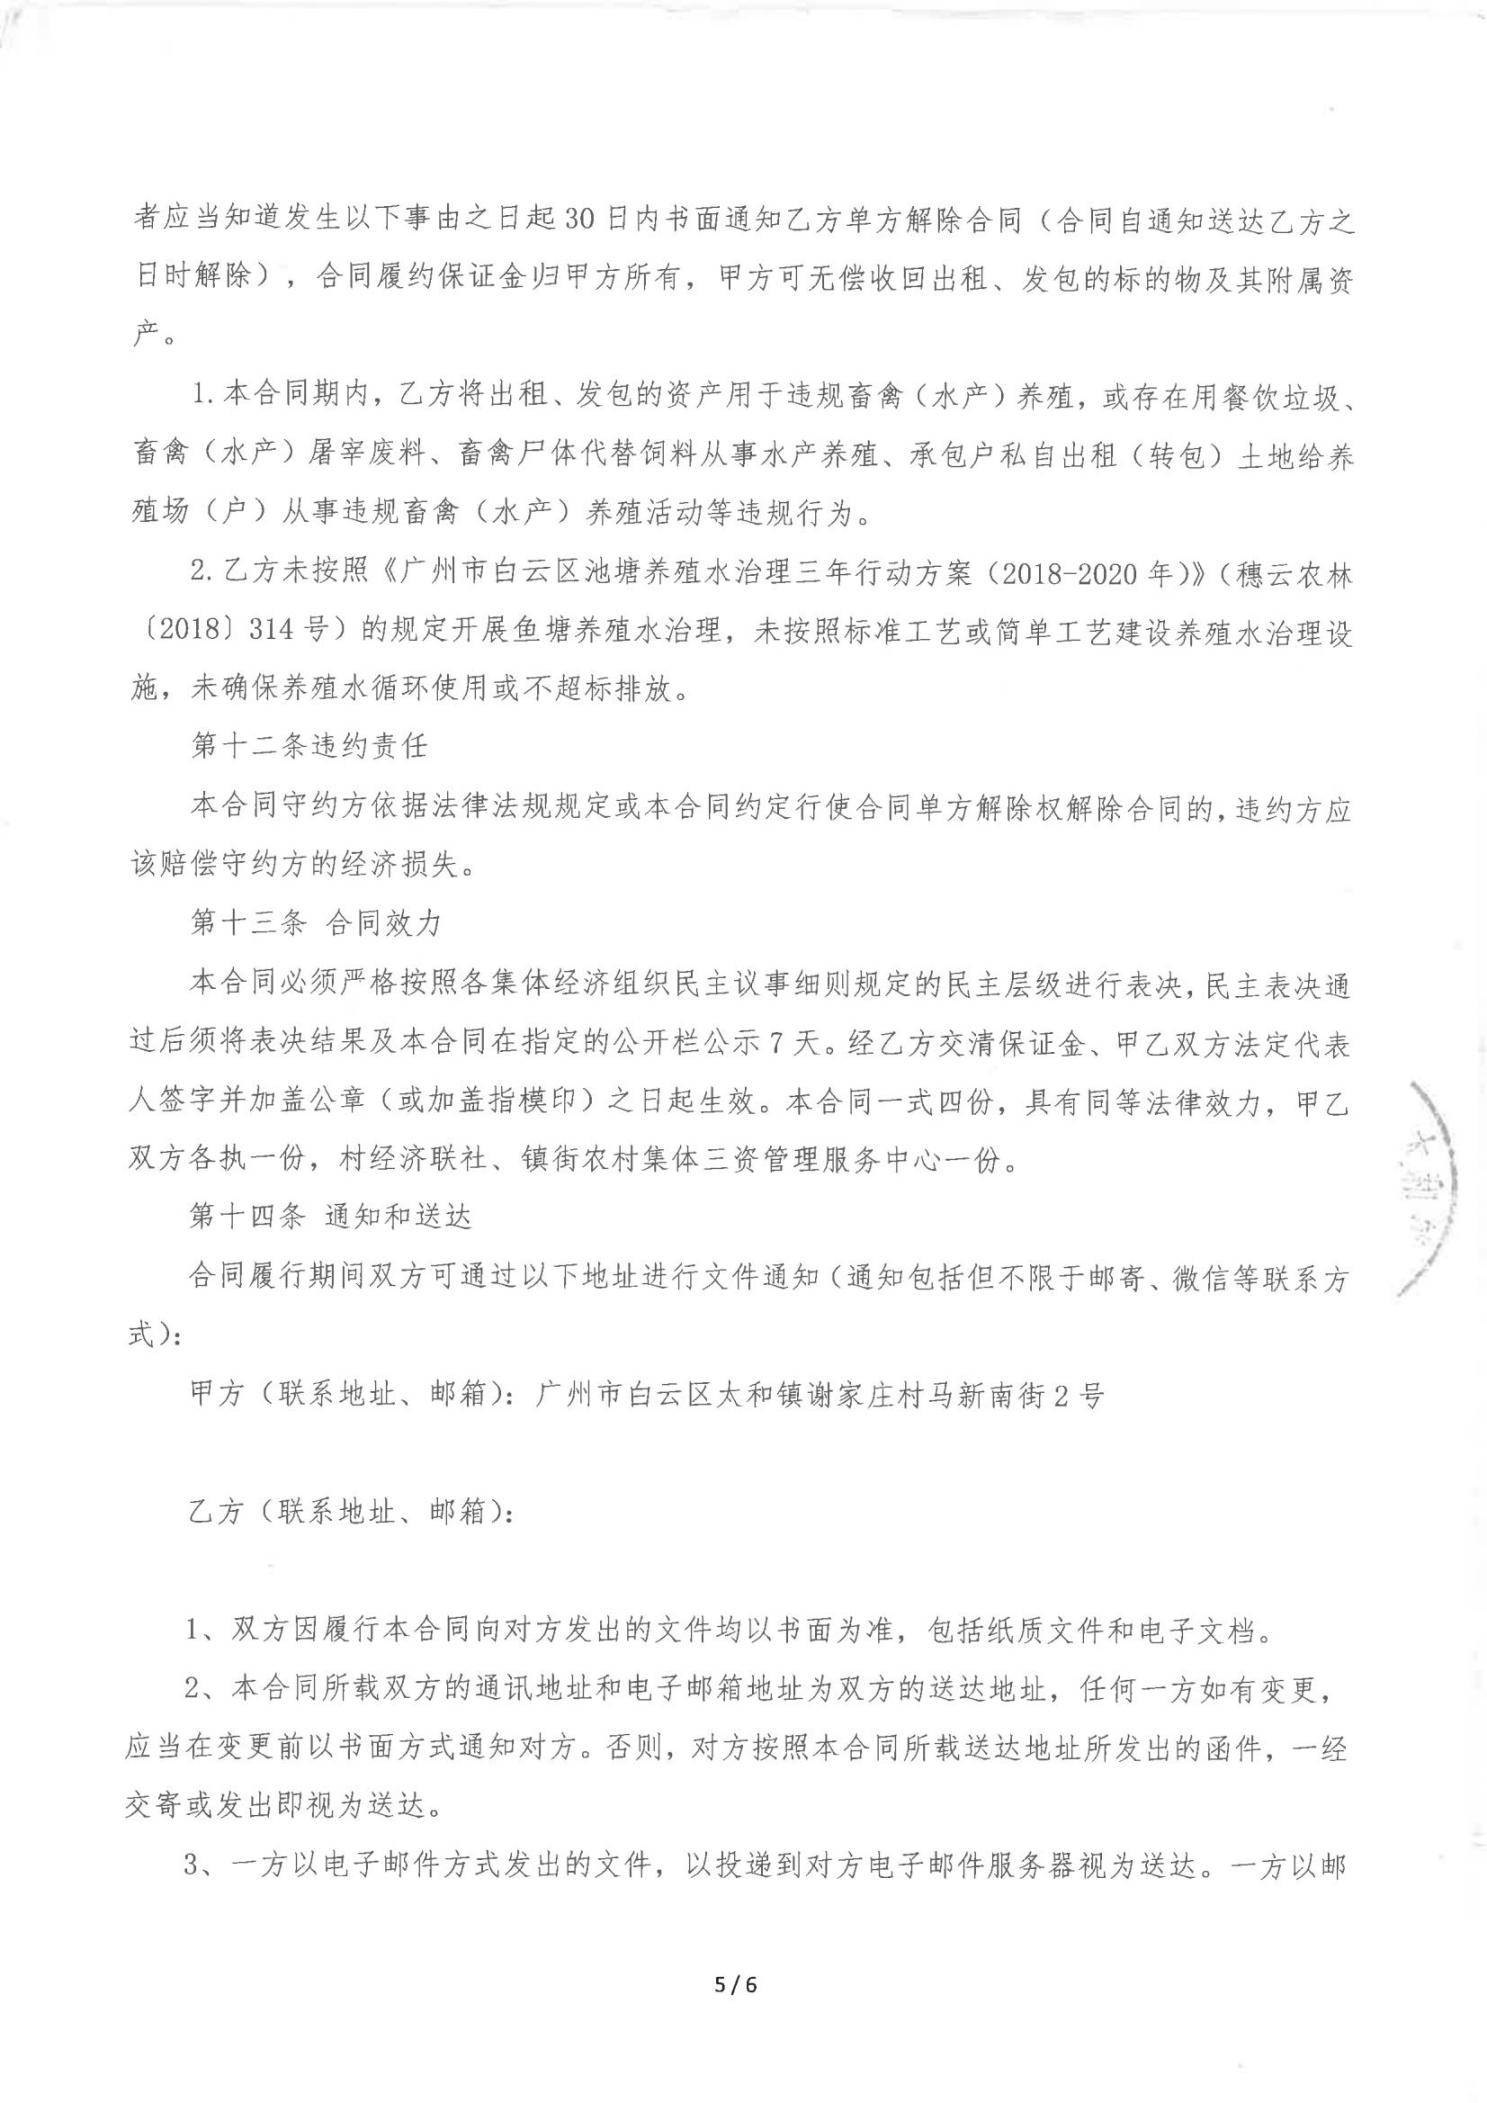 者应当知道发生以下事由之日起 30 日内书面通知乙方单方解除合同（合同自通知送达乙方之
日时解除），合同履约保证金归甲方所有，甲方可无偿收回出租、发包的标的物及其附属资
产。
1.本合同期内，乙方将出租、发包的资产用于违规畜禽（水产）养殖，或存在用餐饮垃圾、
畜禽（水产）屠宰废料、畜禽尸体代替饲料从事水产养殖、承包户私自出租（转包）土地给养
殖场（户）从事违规畜禽（水产）养殖活动等违规行为。
2.乙方未按照《广州市白云区池塘养殖水治理三年行动方案（2018-2020 年）》（穗云农林
〔2018〕314 号）的规定开展鱼塘养殖水治理，未按照标准工艺或简单工艺建设养殖水治理设
施，未确保养殖水循环使用或不超标排放。
第十二条违约责任
本合同守约方依据法律法规规定或本合同约定行使合同单方解除权解除合同的，违约方应
该赔偿守约方的经济损失。
第十三条 合同效力
本合同必须严格按照各集体经济组织民主议事细则规定的民主层级进行表决，民主表决通
过后须将表决结果及本合同在指定的公开栏公示 7 天。经乙方交清保证金、甲乙双方法定代表
人签字并加盖公章（或加盖指模印）之日起生效。本合同一式四份，具有同等法律效力，甲乙
双方各执一份，村经济联社、镇街农村集体三资管理服务中心一份。
第十四条 通知和送达
合同履行期间双方可通过以下地址进行文件通知（通知包括但不限于邮寄、微信等联系方
式）：
甲方（联系地址、邮箱）：广州市白云区太和镇谢家庄村马新南街 2 号
乙方（联系地址、邮箱）：
1、双方因履行本合同向对方发出的文件均以书面为准，包括纸质文件和电子文档。
2、本合同所载双方的通讯地址和电子邮箱地址为双方的送达地址，任何一方如有变更，
应当在变更前以书面方式通知对方。否则，对方按照本合同所载送达地址所发出的函件，一经
交寄或发出即视为送达。
3、一方以电子邮件方式发出的文件，以投递到对方电子邮件服务器视为送达。一方以邮
5 / 6